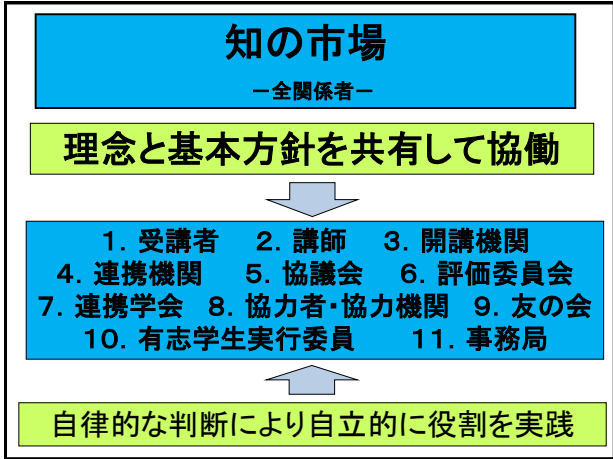 知の市場
－全関係者－
理念と基本方針を共有して協働
1．受講者　2．講師　3．開講機関
4．連携機関　5．協議会　6．評価委員会
7．連携学会　8．協力者・協力機関　9．友の会
10．有志学生実行委員　11．事務局
自律的な判断により自立的に役割を実践